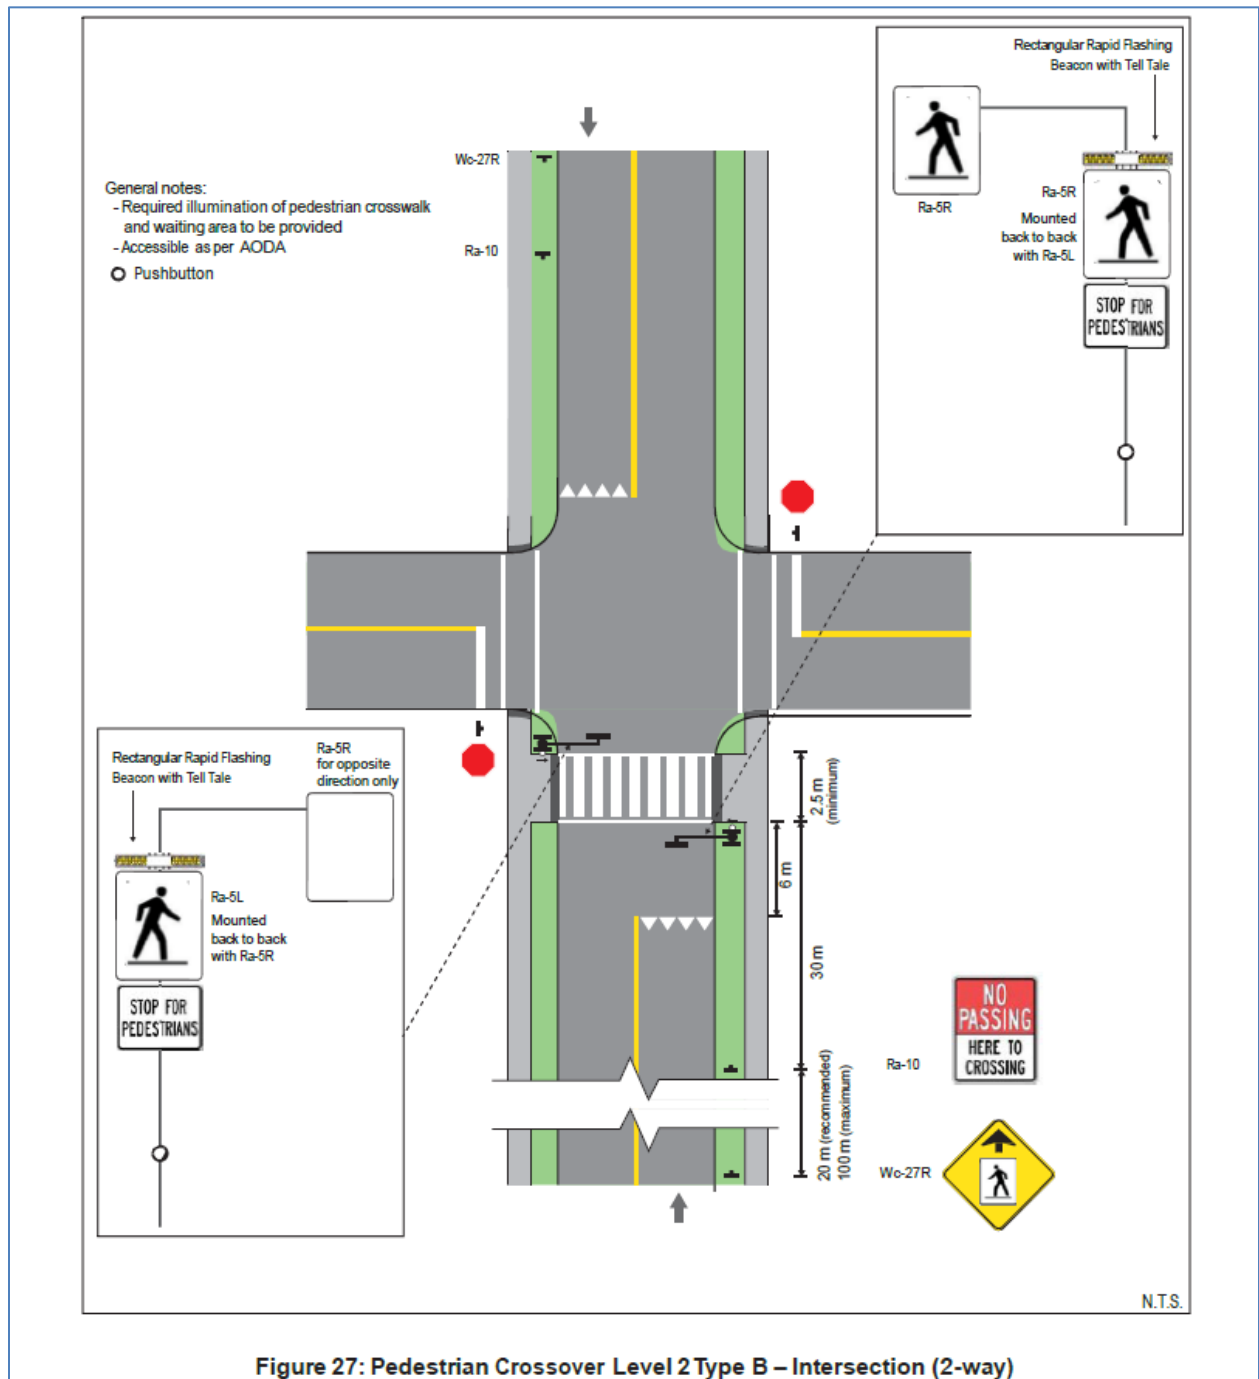 Rectangular Rapid Flashing
Beacon with Tell Tale
Ra-5R
Ra-5R
Mounted
back to back
with Ra-5L
STOP FOR
PEDESTRIANS
Wc-27R
General notes:
- Required illumination of pedestrian crosswalk
and waiting area to be provided
- Accessible as per AODA
Pushbutton
Ra-10
Rectangular Rapid Flashing
Beacon with Tell Tale
Ra-5R
for opposite
direction only
Ra-5L
Mounted
back to back
with Ra-5R
STOP FOR
PEDESTRIANS
2.5 m
(minimum)
6 m
30 m
20 m (recommended)
100 m (maximum)
NO
PASSING
HERE TO
CROSSING
Ra-10
Wc-27R
N.T.S.
Figure 27: Pedestrian Crossover Level 2 Type B – Intersection (2-way)